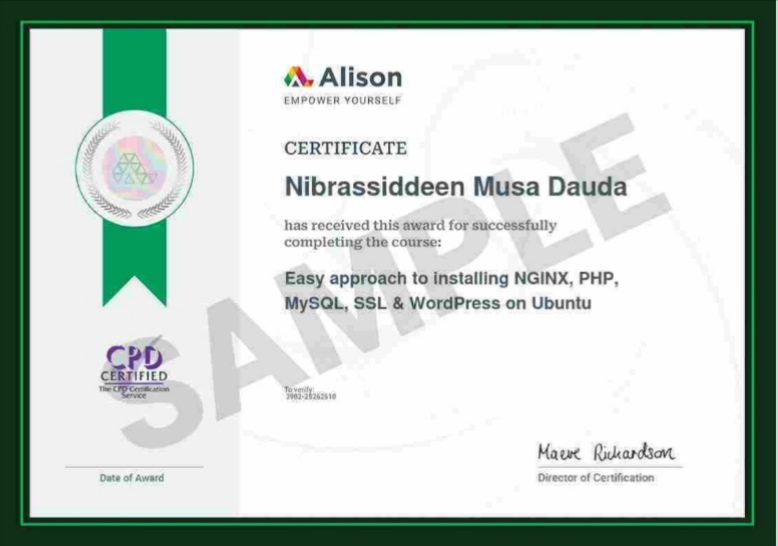 Alison
EMPOWER YOURSELF
CERTIFICATE
Nibrassiddeen Musa Dauda
has received this award for successfully
completing the course:
Easy approach to installing NGINX, PHP,
MySQL, SSL & WordPress on Ubuntu
SAMPLE
CPD
CERTIFIED
The CPD Certification
Service
To verify:
Maeve Richardson
Date of Award
Director of Certification